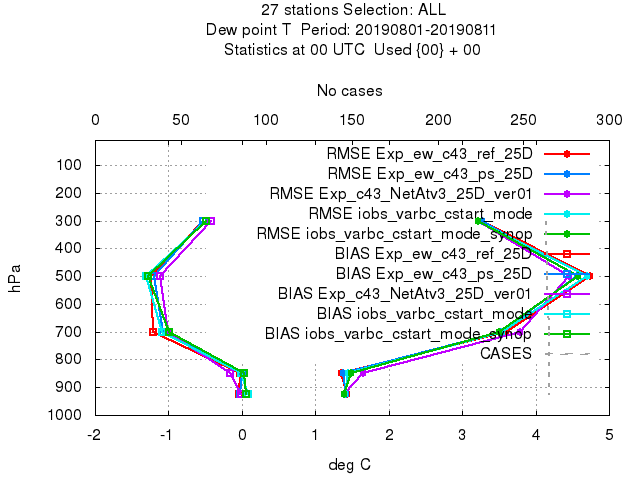 27 stations Selection: ALL
Dew point T  Period: 20190801-20190811
Statistics at 00 UTC  Used {00} + 00
No cases
0 50 100 150 200 250 300
RMSE Exp_ew_c43_ref_25D
RMSE Exp_ew_c43_ps_25D
RMSE Exp_c43_NetAtv3_25D_ver01
RMSE iobs_varbc_cstart_mode
RMSE iobs_varbc_cstart_mode_synop
BIAS Exp_ew_c43_ref_25D
BIAS Exp_ew_c43_ps_25D
BIAS Exp_c43_NetAtv3_25D_ver01
BIAS iobs_varbc_cstart_mode
BIAS iobs_varbc_cstart_mode_synop
CASES
hPa
100
200
300
400
500
600
700
800
900
1000
-2 -1 0 1 2 3 4 5
deg C